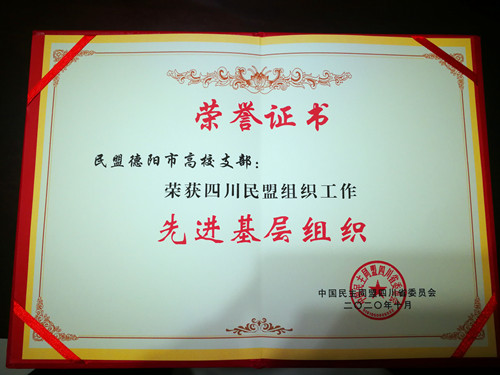 荣誉证书
民盟德阳市高校支部：
荣获四川民盟组织工作
先进基层组织
中国民主同盟四川省委员会
二〇二〇年十月